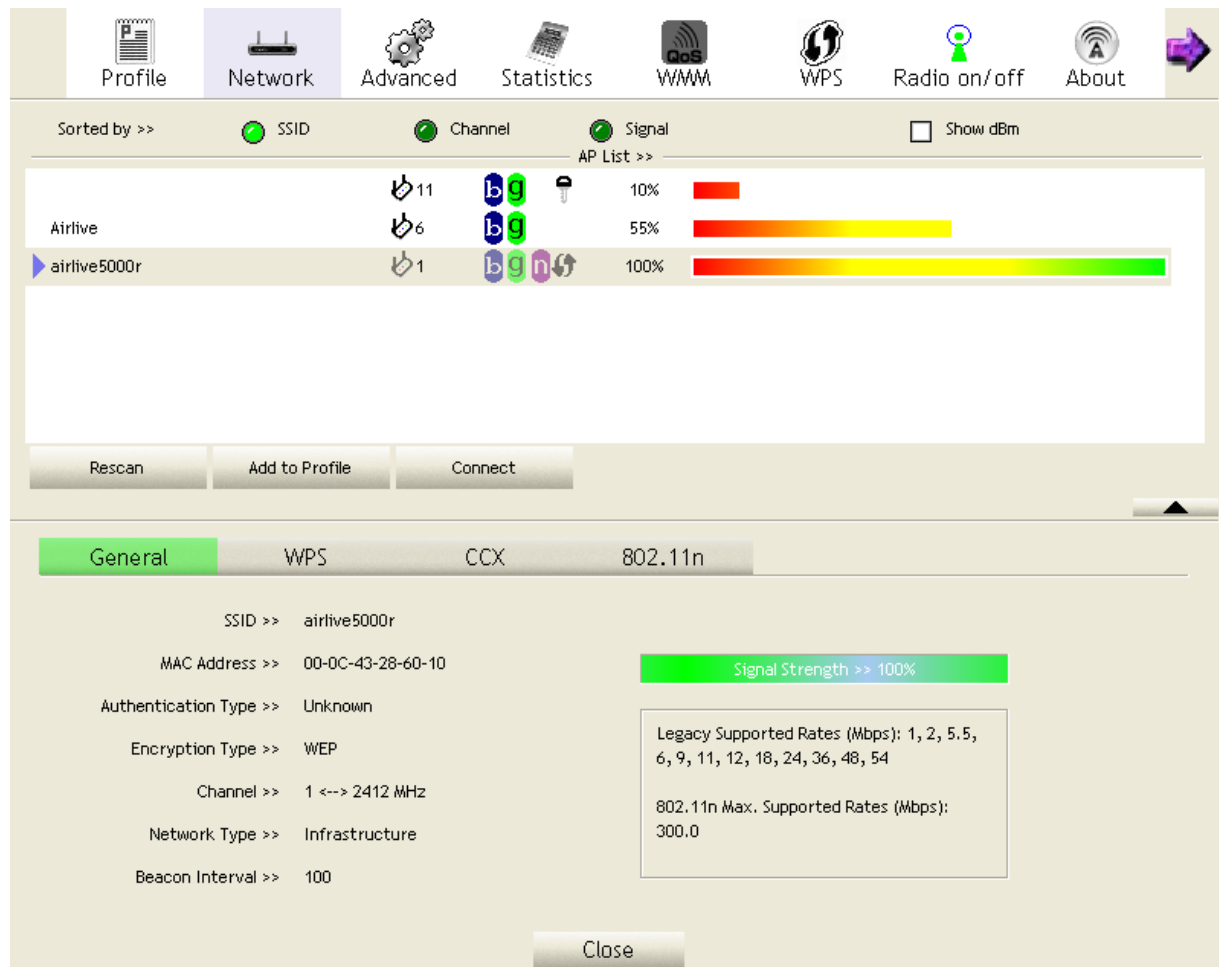 Profile Network Advanced Statistics QoS WMM WPS Radio on/off About
Sorted by >> SSID Channel Signal Show dBm
AP List >>
11 b g 10%
Airlive 6 b g 55%
airlive5000r 1 b g n 100%
Rescan Add to Profile Connect
General WPS CCX 802.11n
SSID >> airlive5000r
MAC Address >> 00-0C-43-28-60-10
Authentication Type >> Unknown
Encryption Type >> WEP
Channel >> 1 <--> 2412 MHz
Network Type >> Infrastructure
Beacon Interval >> 100
Signal Strength >> 100%
Legacy Supported Rates (Mbps): 1, 2, 5.5,
6, 9, 11, 12, 18, 24, 36, 48, 54
802.11n Max. Supported Rates (Mbps):
300.0
Close